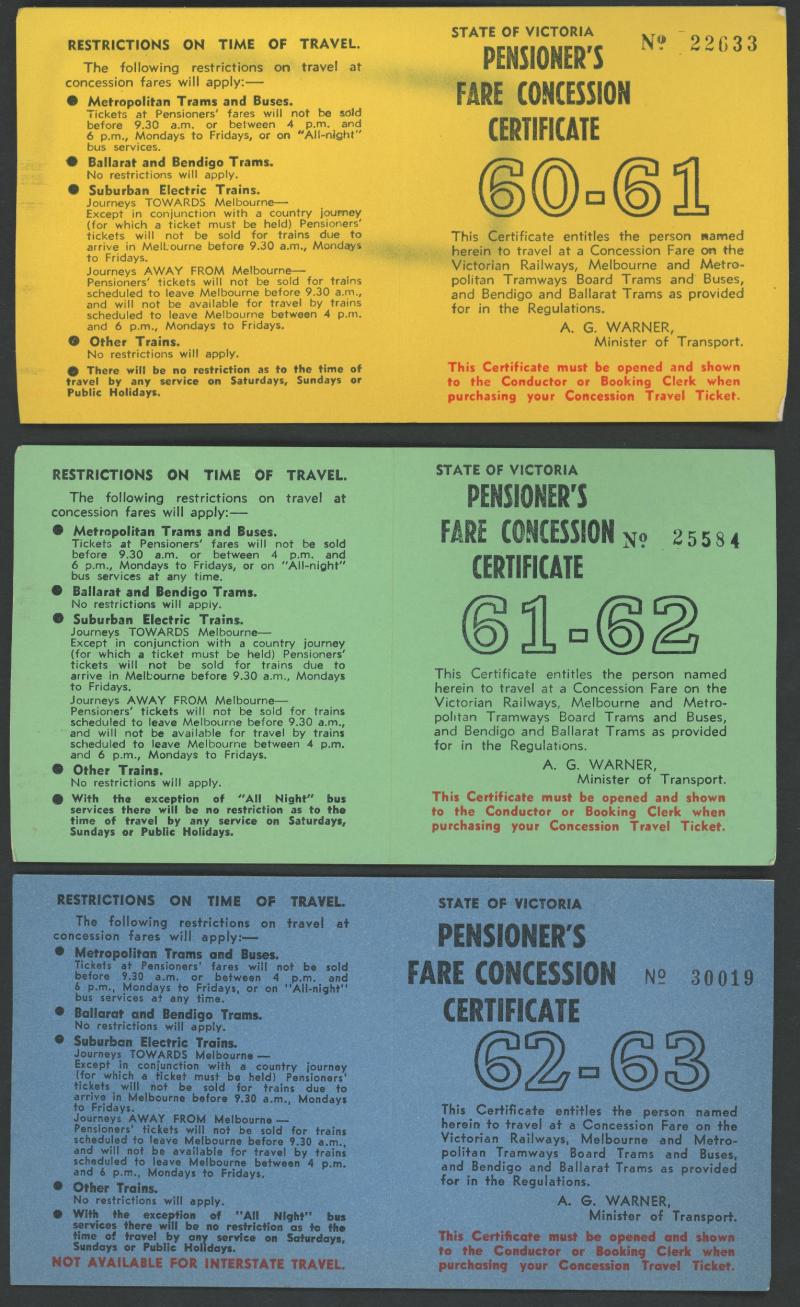 RESTRICTIONS ON TIME OF TRAVEL.
The following restrictions on travel at
concession fares will apply:—
● Metropolitan Trams and Buses.
Tickets at Pensioners' fares will not be sold
before 9.30 a.m. or between 4 p.m. and
6 p.m., Mondays to Fridays, or on "All-night"
bus services.
● Ballarat and Bendigo Trams.
No restrictions will apply.
● Suburban Electric Trains.
Journeys TOWARDS Melbourne—
Except in conjunction with a country journey
(for which a ticket must be held) Pensioners'
tickets will not be sold for trains due to
arrive in Melbourne before 9.30 a.m., Mondays
to Fridays.
Journeys AWAY FROM Melbourne—
Pensioners' tickets will not be sold for trains
scheduled to leave Melbourne before 9.30 a.m.,
and will not be available for travel by trains
scheduled to leave Melbourne between 4 p.m.
and 6 p.m., Mondays to Fridays.
● Other Trains.
No restrictions will apply.
● There will be no restriction as to the time of
travel by any service on Saturdays, Sundays or
Public Holidays.
STATE OF VICTORIA
Nº 22633
PENSIONER'S
FARE CONCESSION
CERTIFICATE
60-61
This Certificate entitles the person named
herein to travel at a Concession Fare on the
Victorian Railways, Melbourne and Metro-
politan Tramways Board Trams and Buses,
and Bendigo and Ballarat Trams as provided
for in the Regulations.
A. G. WARNER,
Minister of Transport.
This Certificate must be opened and shown
to the Conductor or Booking Clerk when
purchasing your Concession Travel Ticket.
RESTRICTIONS ON TIME OF TRAVEL.
The following restrictions on travel at
concession fares will apply:—
● Metropolitan Trams and Buses.
Tickets at Pensioners' fares will not be sold
before 9.30 a.m. or between 4 p.m. and
6 p.m., Mondays to Fridays, or on "All-night"
bus services at any time.
● Ballarat and Bendigo Trams.
No restrictions will apply.
● Suburban Electric Trains.
Journeys TOWARDS Melbourne—
Except in conjunction with a country journey
(for which a ticket must be held) Pensioners'
tickets will not be sold for trains due to
arrive in Melbourne before 9.30 a.m., Mondays
to Fridays.
Journeys AWAY FROM Melbourne—
Pensioners' tickets will not be sold for trains
scheduled to leave Melbourne before 9.30 a.m.,
and will not be available for travel by trains
scheduled to leave Melbourne between 4 p.m.
and 6 p.m., Mondays to Fridays.
● Other Trains.
No restrictions will apply.
● With the exception of "All Night" bus
services there will be no restriction as to the
time of travel by any service on Saturdays,
Sundays or Public Holidays.
STATE OF VICTORIA
PENSIONER'S
FARE CONCESSION Nº 25584
CERTIFICATE
61-62
This Certificate entitles the person named
herein to travel at a Concession Fare on the
Victorian Railways, Melbourne and Metro-
politan Tramways Board Trams and Buses,
and Bendigo and Ballarat Trams as provided
for in the Regulations.
A. G. WARNER,
Minister of Transport.
This Certificate must be opened and shown
to the Conductor or Booking Clerk when
purchasing your Concession Travel Ticket.
RESTRICTIONS ON TIME OF TRAVEL.
The following restrictions on travel at
concession fares will apply:—
● Metropolitan Trams and Buses.
Tickets at Pensioners' fares will not be sold
before 9.30 a.m. or between 4 p.m. and
6 p.m., Mondays to Fridays, or on "All-night"
bus services at any time.
● Ballarat and Bendigo Trams.
No restrictions will apply.
● Suburban Electric Trains.
Journeys TOWARDS Melbourne —
Except in conjunction with a country journey
(for which a ticket must be held) Pensioners'
tickets will not be sold for trains due to
arrive in Melbourne before 9.30 a.m., Mondays
to Fridays.
Journeys AWAY FROM Melbourne —
Pensioners' tickets will not be sold for trains
scheduled to leave Melbourne before 9.30 a.m.,
and will not be available for travel by trains
scheduled to leave Melbourne between 4 p.m.
and 6 p.m., Mondays to Fridays.
● Other Trains.
No restrictions will apply.
● With the exception of "All Night" bus
services there will be no restriction as to the
time of travel by any service on Saturdays,
Sundays or Public Holidays.
NOT AVAILABLE FOR INTERSTATE TRAVEL.
STATE OF VICTORIA
PENSIONER'S
FARE CONCESSION Nº 30019
CERTIFICATE
62-63
This Certificate entitles the person named
herein to travel at a Concession Fare on the
Victorian Railways, Melbourne and Metro-
politan Tramways Board Trams and Buses,
and Bendigo and Ballarat Trams as provided
for in the Regulations.
A. G. WARNER,
Minister of Transport.
This Certificate must be opened and shown
to the Conductor or Booking Clerk when
purchasing your Concession Travel Ticket.